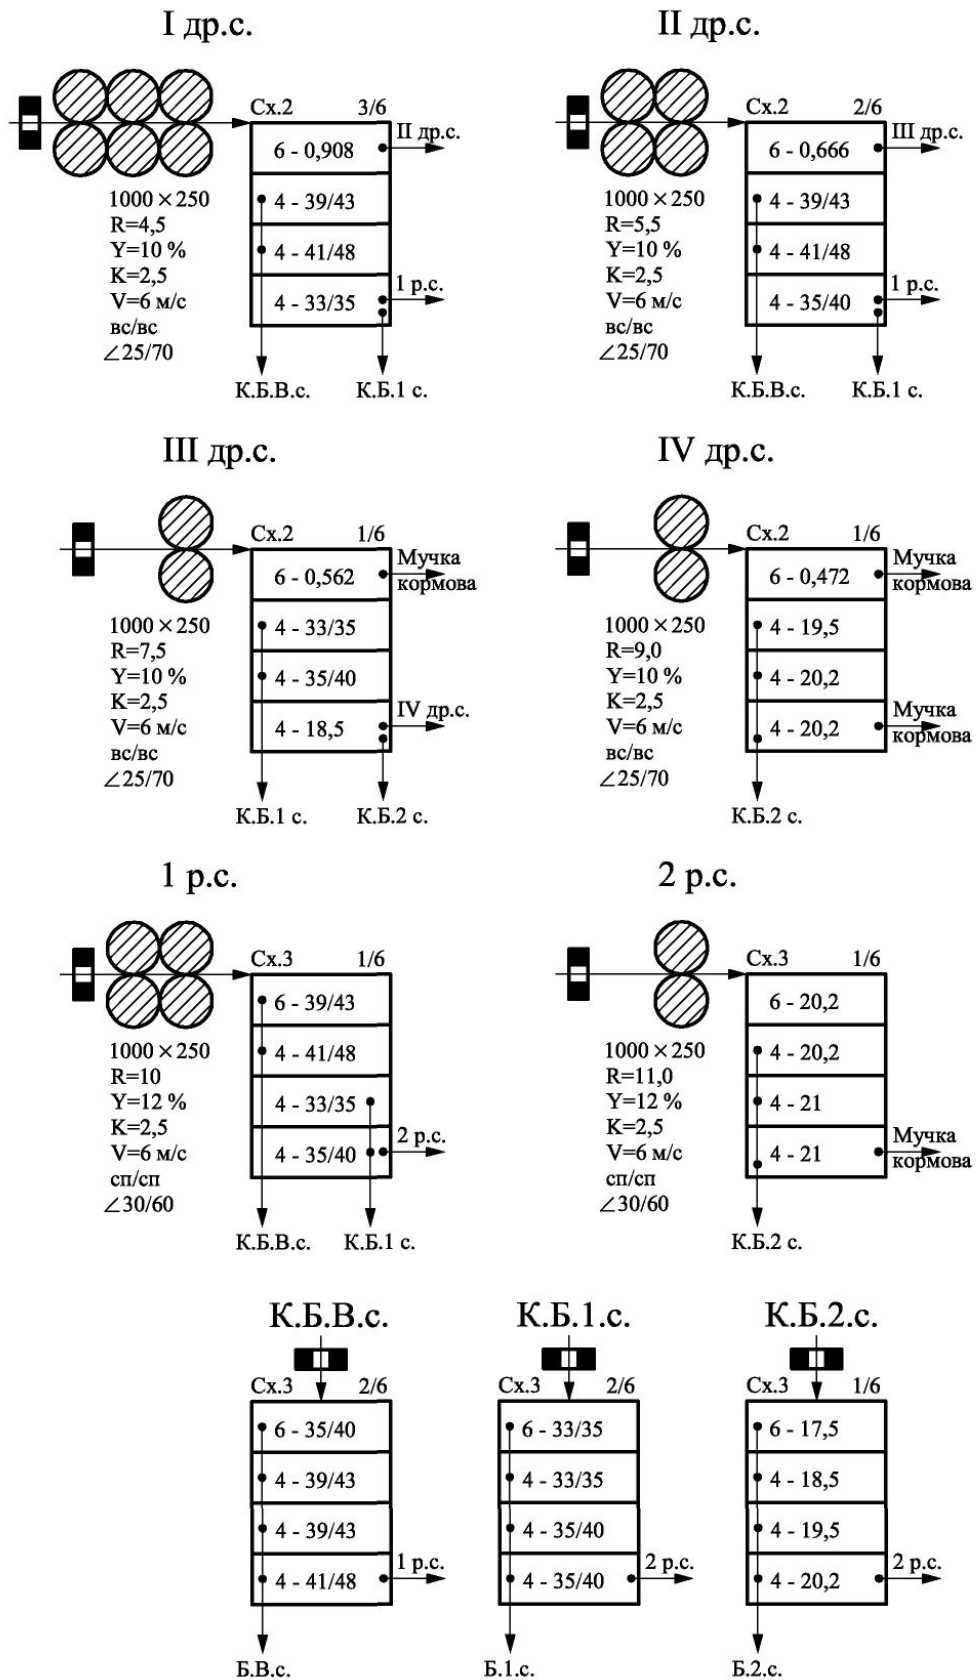 I др.с.
Сх.2 3/6
II др.с.
6 - 0,908
4 - 39/43
4 - 41/48
1 р.с.
4 - 33/35
1000×250
R=4,5
Y=10 %
K=2,5
V=6 м/с
вс/вс
∠25/70
К.Б.В.с. К.Б.1 с.
II др.с.
Сх.2 2/6
III др.с.
6 - 0,666
4 - 39/43
4 - 41/48
1 р.с.
4 - 35/40
1000×250
R=5,5
Y=10 %
K=2,5
V=6 м/с
вс/вс
∠25/70
К.Б.В.с. К.Б.1 с.
III др.с.
Сх.2 1/6
Мучка
кормова
6 - 0,562
4 - 33/35
4 - 35/40
IV др.с.
4 - 18,5
1000×250
R=7,5
Y=10 %
K=2,5
V=6 м/с
вс/вс
∠25/70
К.Б.1 с. К.Б.2 с.
IV др.с.
Сх.2 1/6
Мучка
кормова
6 - 0,472
4 - 19,5
4 - 20,2
4 - 20,2
Мучка
кормова
1000×250
R=9,0
Y=10 %
K=2,5
V=6 м/с
вс/вс
∠25/70
К.Б.2 с.
1 р.с.
Сх.3 1/6
6 - 39/43
4 - 41/48
4 - 33/35
4 - 35/40
2 р.с.
1000×250
R=10
Y=12 %
K=2,5
V=6 м/с
сп/сп
∠30/60
К.Б.В.с. К.Б.1 с.
2 р.с.
Сх.3 1/6
6 - 20,2
4 - 20,2
4 - 21
4 - 21
Мучка
кормова
1000×250
R=11,0
Y=12 %
K=2,5
V=6 м/с
сп/сп
∠30/60
К.Б.2 с.
К.Б.В.с.
Сх.3 2/6
6 - 35/40
4 - 39/43
4 - 39/43
4 - 41/48
1 р.с.
Б.В.с.
К.Б.1.с.
Сх.3 2/6
6 - 33/35
4 - 33/35
4 - 35/40
4 - 35/40
2 р.с.
Б.1.с.
К.Б.2.с.
Сх.3 1/6
6 - 17,5
4 - 18,5
4 - 19,5
4 - 20,2
2 р.с.
Б.2.с.